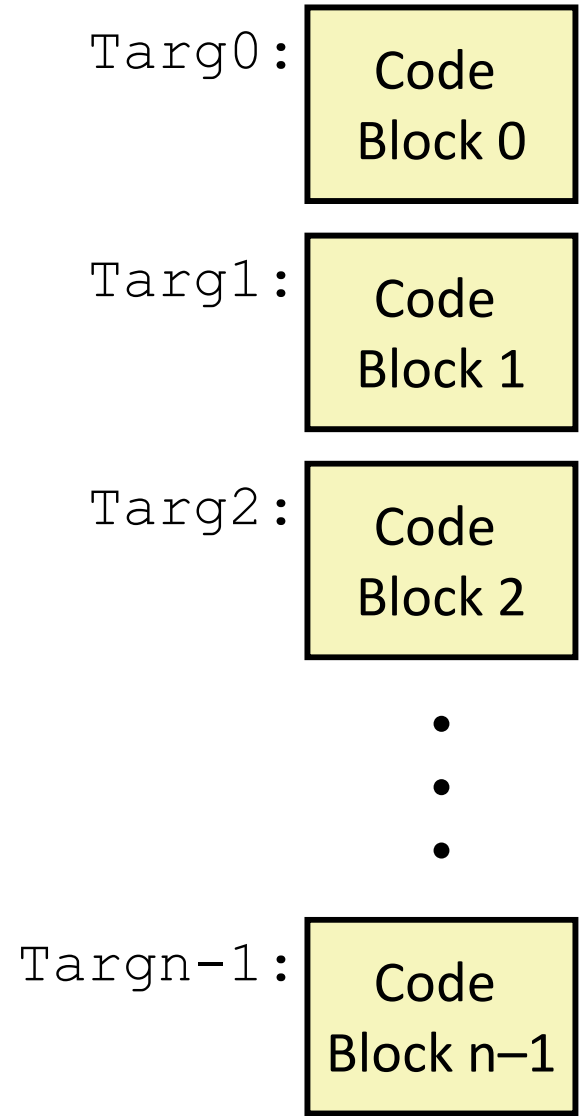 Targ0:
Code
Block 0
Targ1:
Code
Block 1
Targ2:
Code
Block 2
Targn-1:
Code
Block n–1